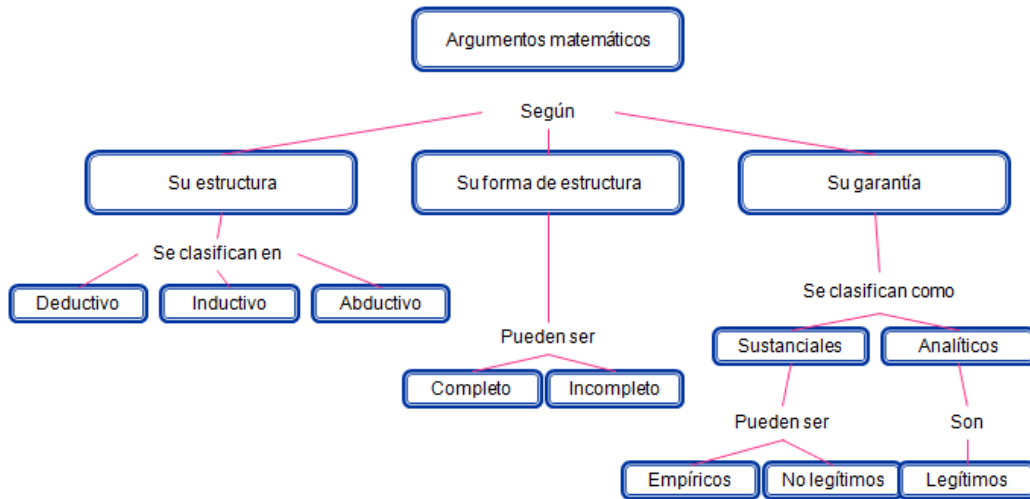 Argumentos matemáticos
Según
Su estructura
Su forma de estructura
Su garantía
Se clasifican en
Deductivo
Inductivo
Abductivo
Se clasifican como
Pueden ser
Sustanciales
Analíticos
Completo
Incompleto
Pueden ser
Son
Empíricos
No legítimos
Legítimos